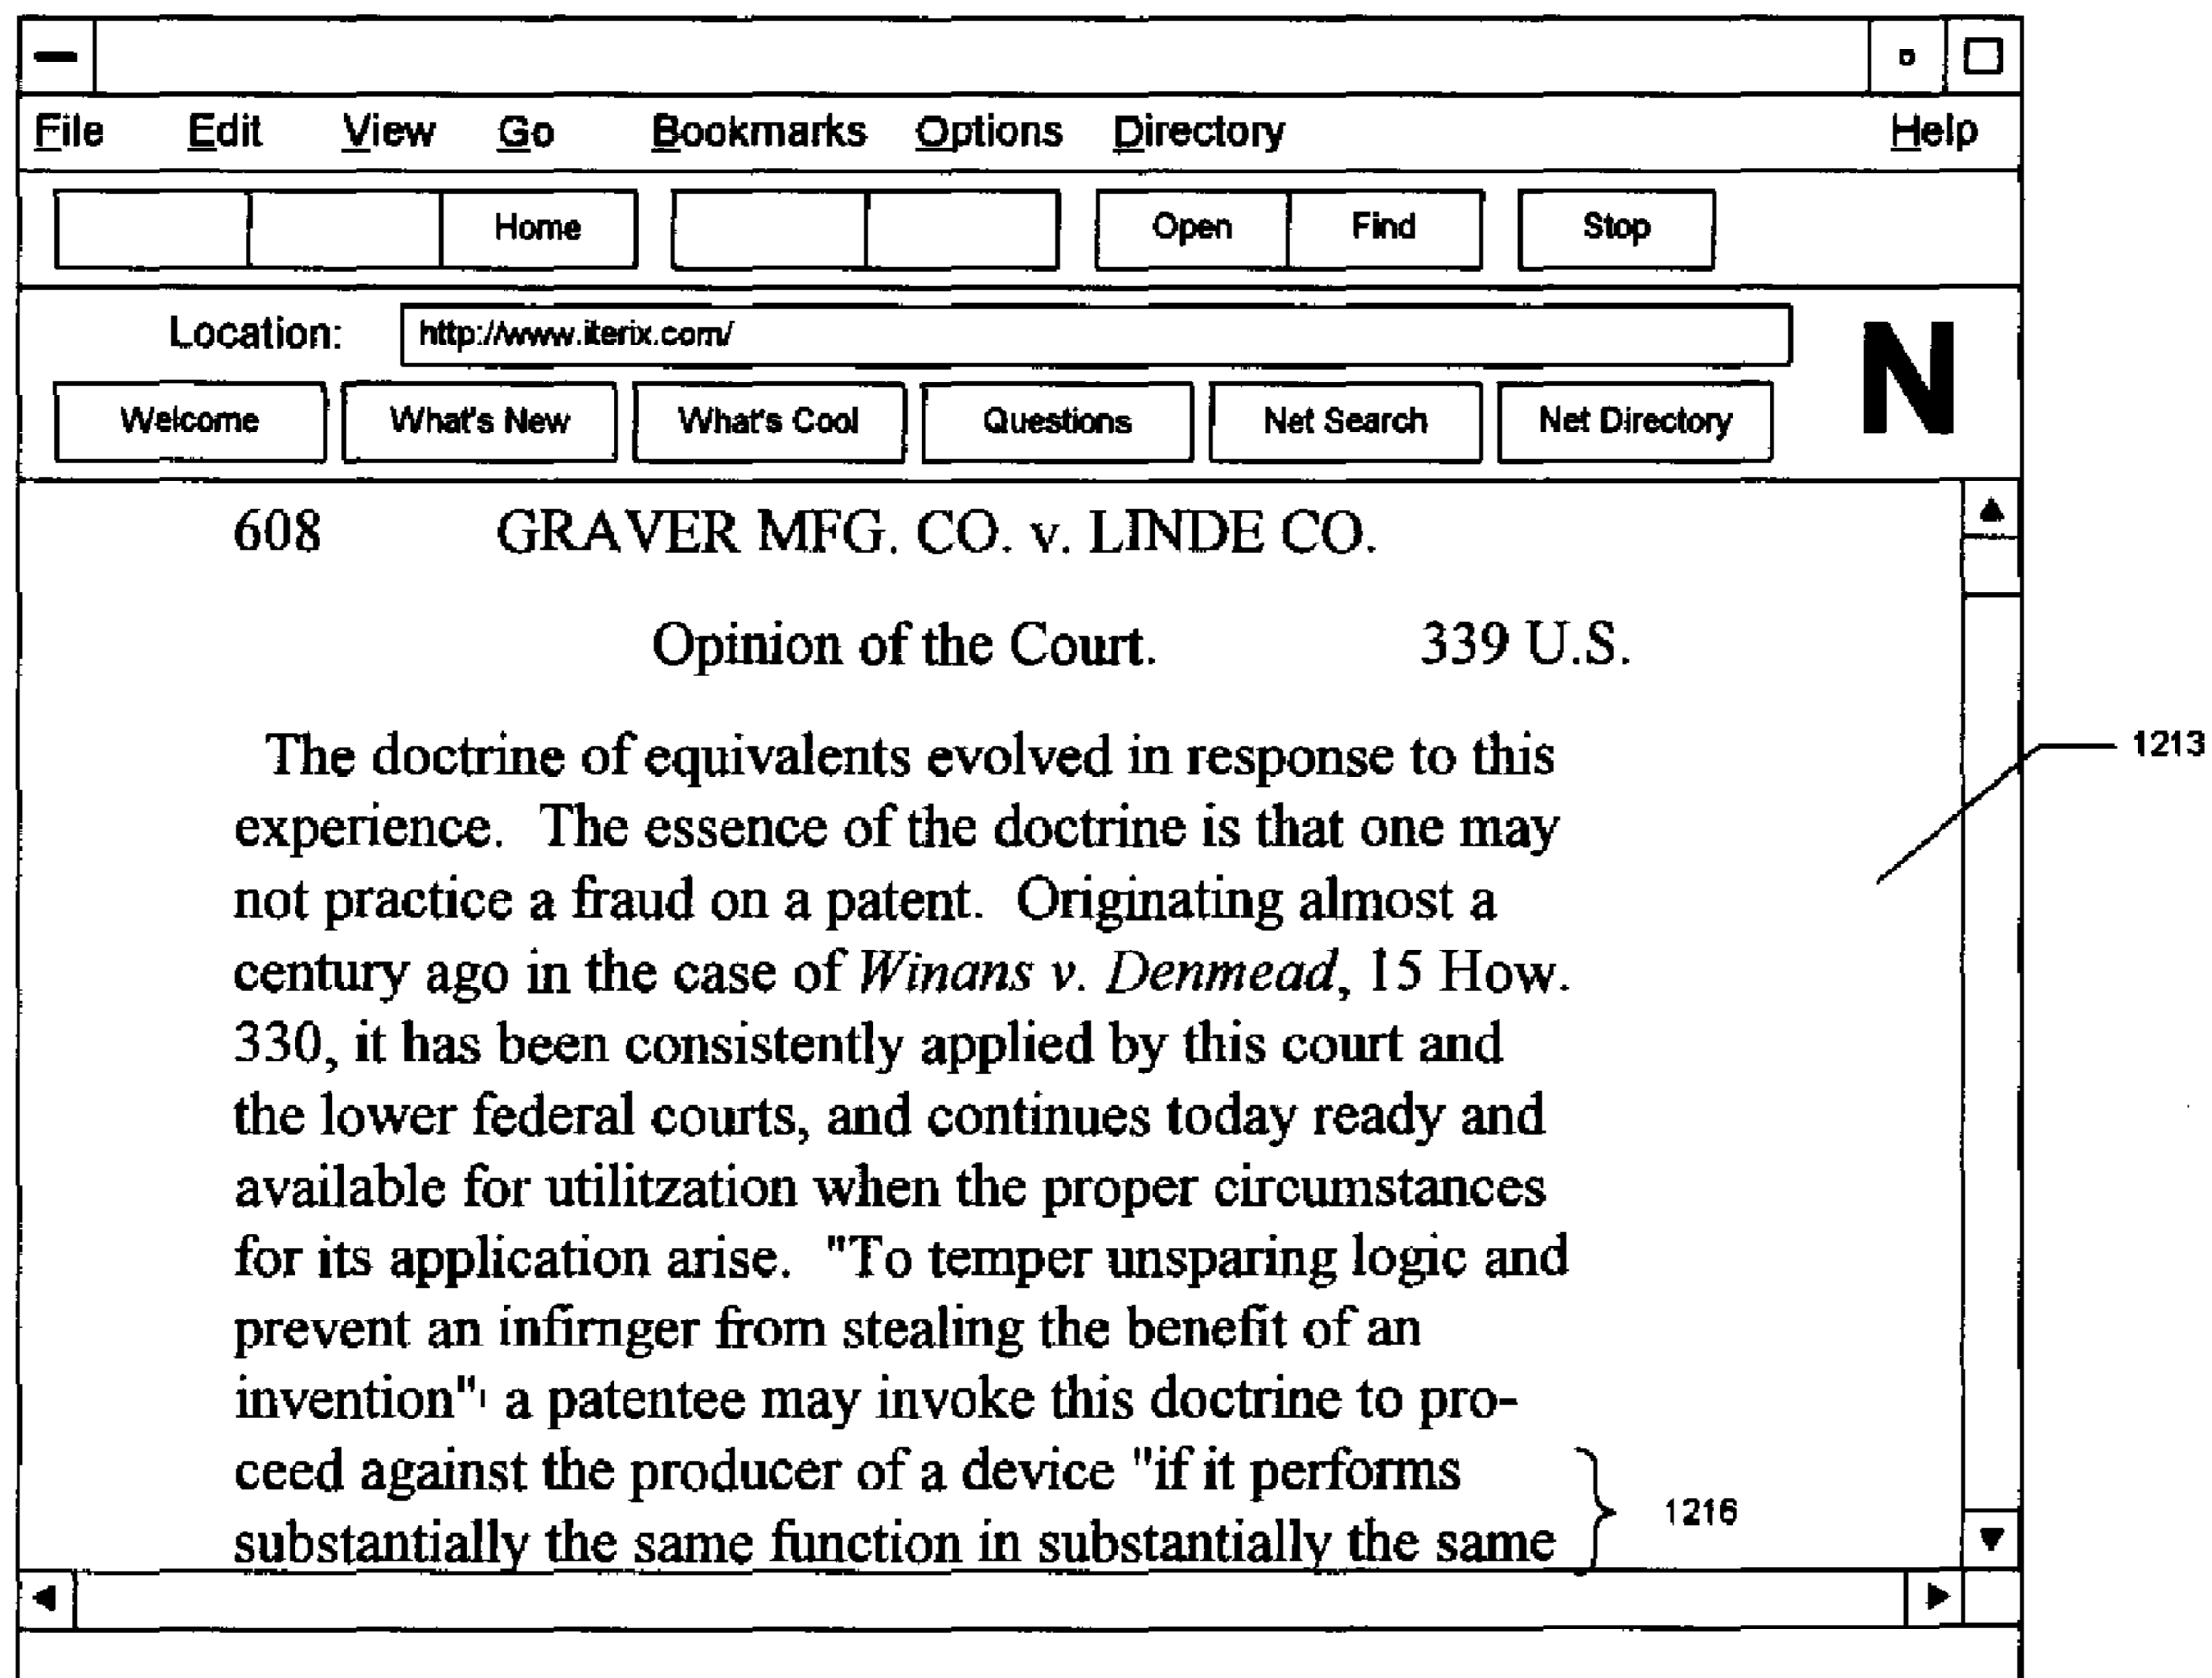 File Edit View Go Bookmarks Options Directory Help
Home Open Find Stop
Location: http://www.iterix.com/
N
Welcome What's New What's Cool Questions Net Search Net Directory
608 GRAVER MFG. CO. v. LINDE CO.
Opinion of the Court. 339 U.S.
The doctrine of equivalents evolved in response to this
1213
experience. The essence of the doctrine is that one may
not practice a fraud on a patent. Originating almost a
century ago in the case of Winans v. Denmead, 15 How.
330, it has been consistently applied by this court and
the lower federal courts, and continues today ready and
available for utilitzation when the proper circumstances
for its application arise. "To temper unsparing logic and
prevent an infirnger from stealing the benefit of an
invention"¹ a patentee may invoke this doctrine to pro-
ceed against the producer of a device "if it performs
substantially the same function in substantially the same
1216